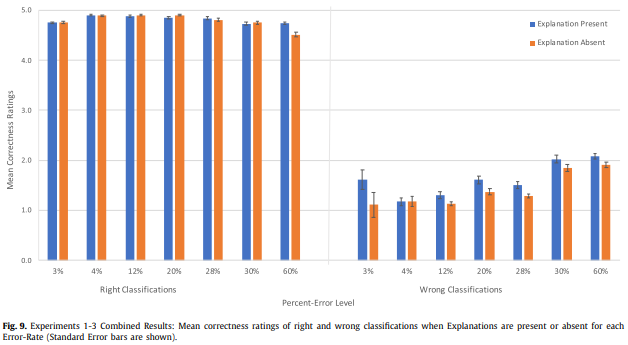 5.0
4.0
3.0
2.0
1.0
0.0
Mean Correctness Ratings
Explanation Present
Explanation Absent
3% 4% 12% 20% 28% 30% 60% 3% 4% 12% 20% 28% 30% 60%
Right Classifications Wrong Classifications
Percent-Error Level
Fig. 9. Experiments 1-3 Combined Results: Mean correctness ratings of right and wrong classifications when Explanations are present or absent for each
Error-Rate (Standard Error bars are shown).